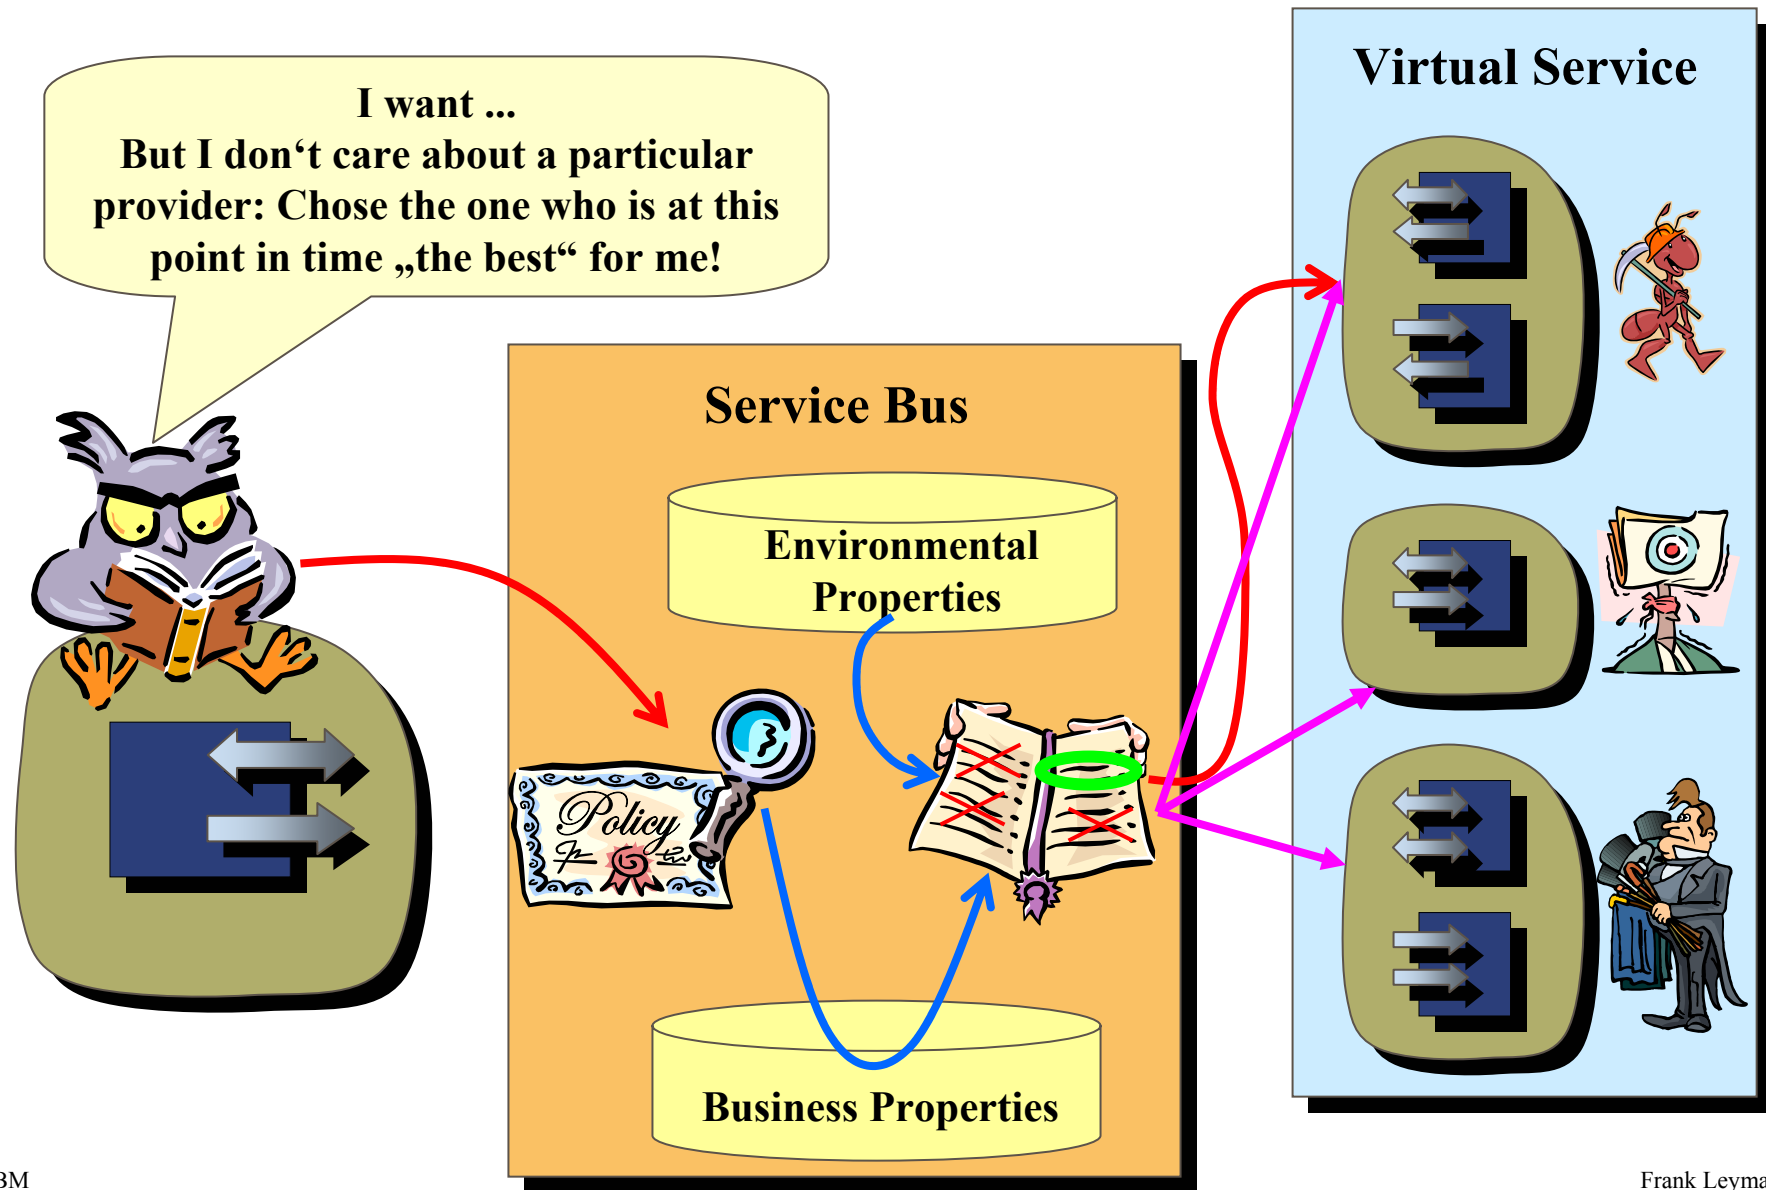 I want ...
But I don‘t care about a particular
provider: Chose the one who is at this
point in time „the best“ for me!
Virtual Service
Service Bus
Environmental
Properties
Policy
Business Properties
BM
Frank Leyma